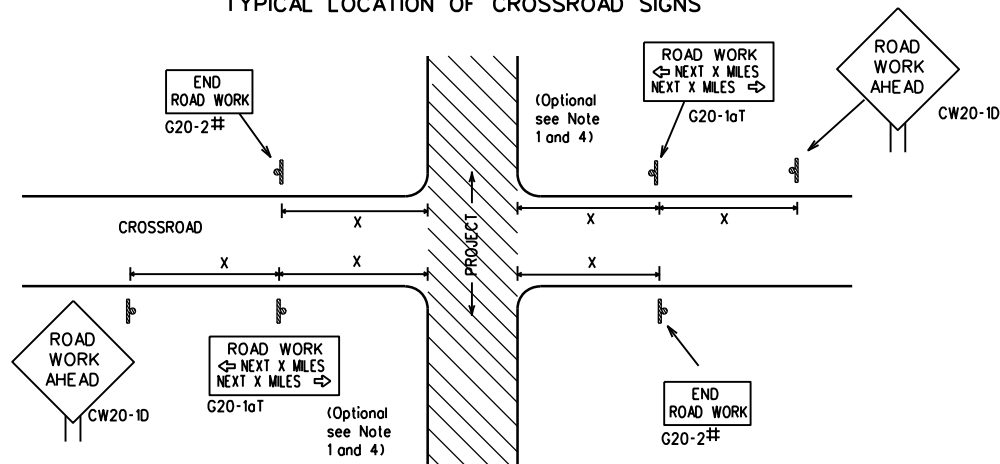 TYPICAL LOCATION OF CROSSROAD SIGNS
END
ROAD WORK
G20-2#
(Optional
see Note
1 and 4)
ROAD WORK
⇦ NEXT X MILES
NEXT X MILES ⇨
G20-1aT
ROAD
WORK
AHEAD
CW20-1D
X
X
X
CROSSROAD
PROJECT
X
X
X
ROAD
WORK
AHEAD
CW20-1D
ROAD WORK
⇦ NEXT X MILES
NEXT X MILES ⇨
G20-1aT
(Optional
see Note
1 and 4)
END
ROAD WORK
G20-2#